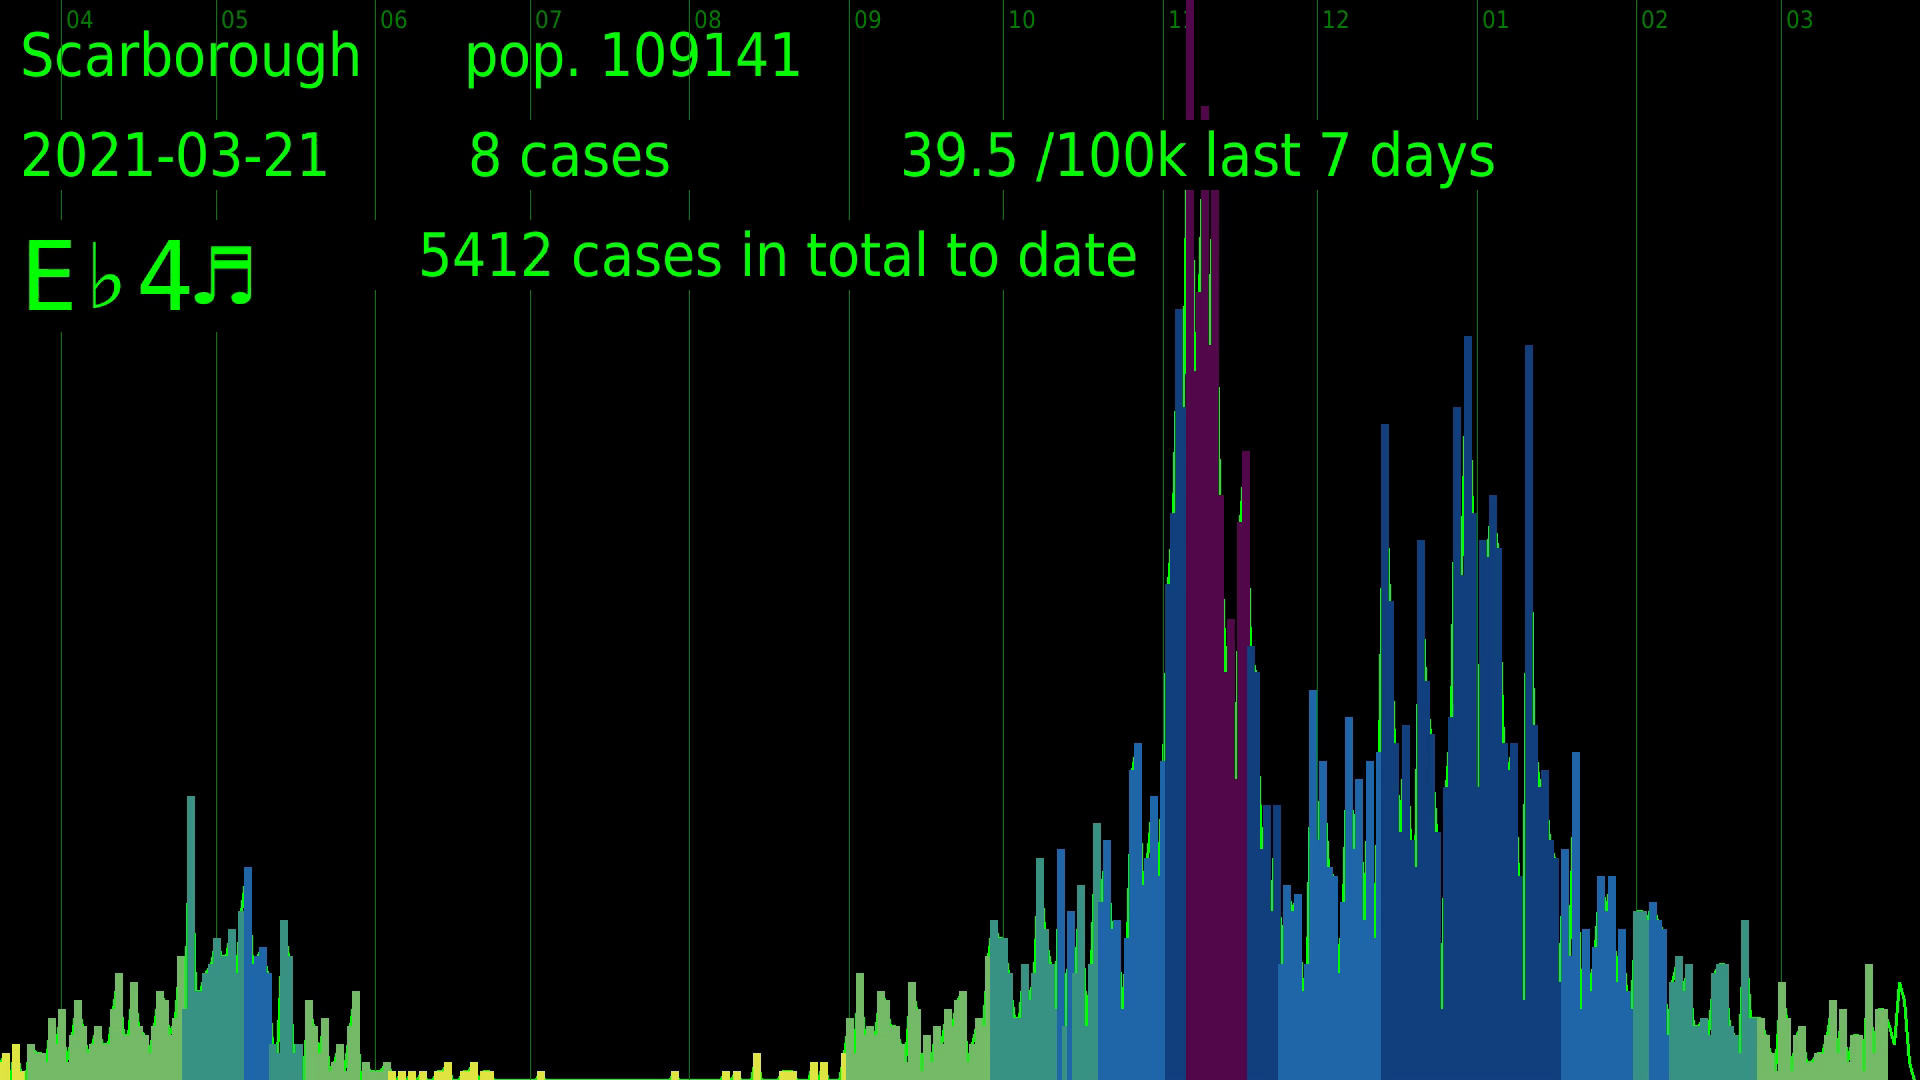 04 05 06 07 08 09 10 11 12 01 02 03
Scarborough pop. 109141
2021-03-21 8 cases 39.5 /100k last 7 days
E♭4♬ 5412 cases in total to date